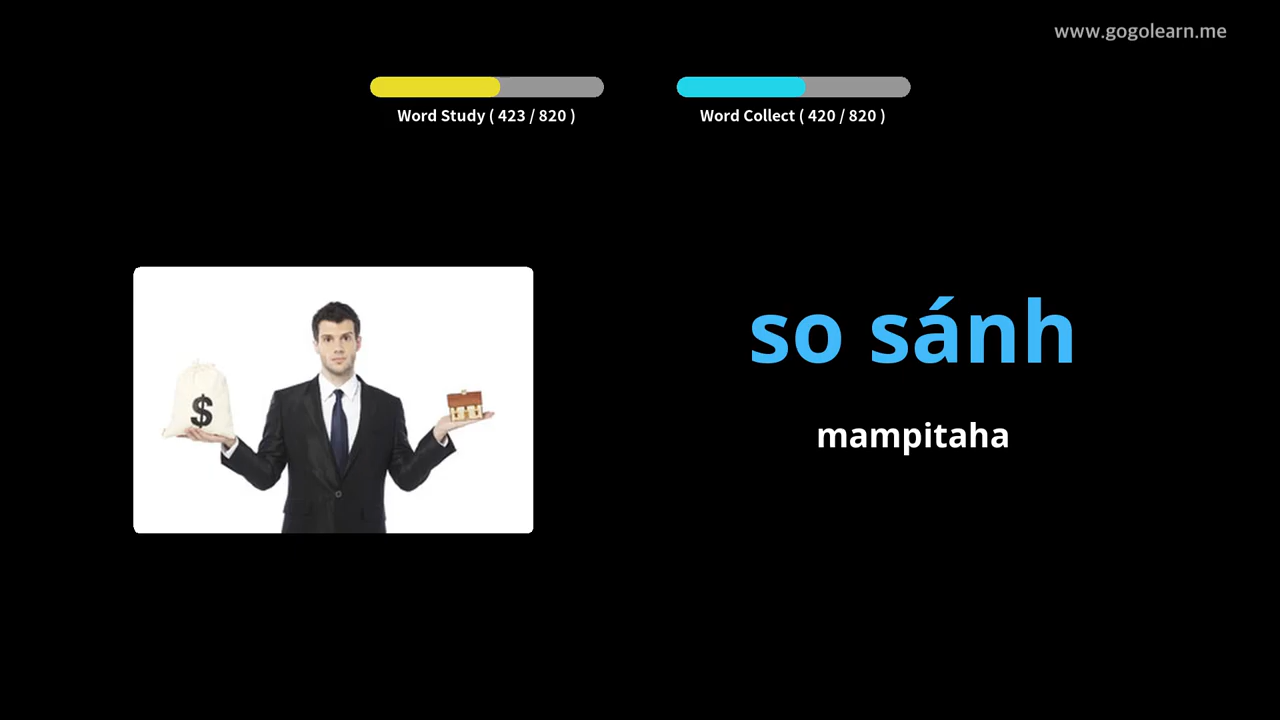 www.gogolearn.me
Word Study ( 423 / 820 )
Word Collect ( 420 / 820 )
$
so sánh
mampitaha